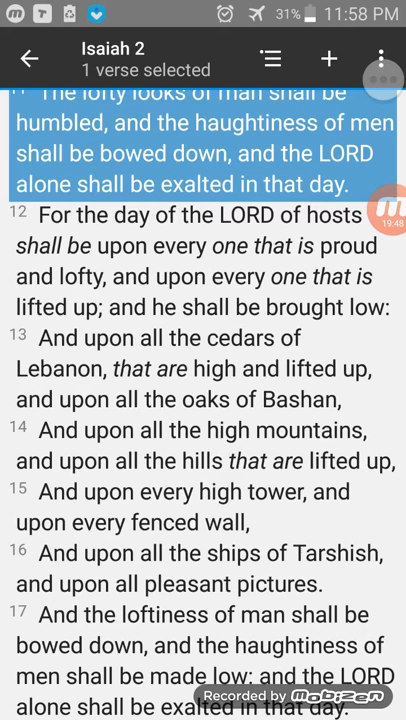 31% 11:58 PM
Isaiah 2
1 verse selected
11 The lofty looks of man shall be
humbled, and the haughtiness of men
shall be bowed down, and the LORD
alone shall be exalted in that day.
12 For the day of the LORD of hosts
shall be upon every one that is proud
and lofty, and upon every one that is
lifted up; and he shall be brought low:
19:48
13 And upon all the cedars of
Lebanon, that are high and lifted up,
and upon all the oaks of Bashan,
14 And upon all the high mountains,
and upon all the hills that are lifted up,
15 And upon every high tower, and
upon every fenced wall,
16 And upon all the ships of Tarshish,
and upon all pleasant pictures.
17 And the loftiness of man shall be
bowed down, and the haughtiness of
men shall be made low: and the LORD
alone shall be exalted in that day.
Recorded by mobizen